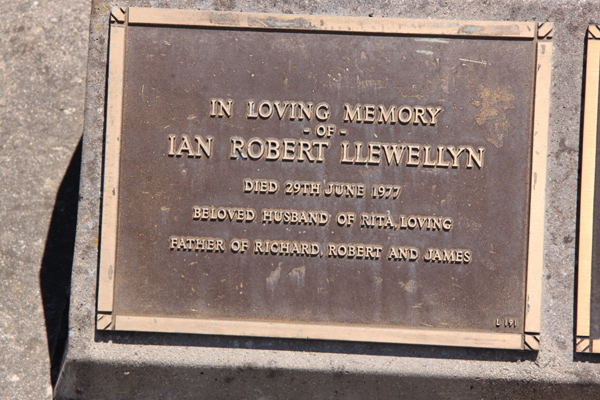 IN LOVING MEMORY
- OF -
IAN ROBERT LLEWELLYN
DIED 29TH JUNE 1977
BELOVED HUSBAND OF RITA, LOVING
FATHER OF RICHARD, ROBERT AND JAMES
L 191